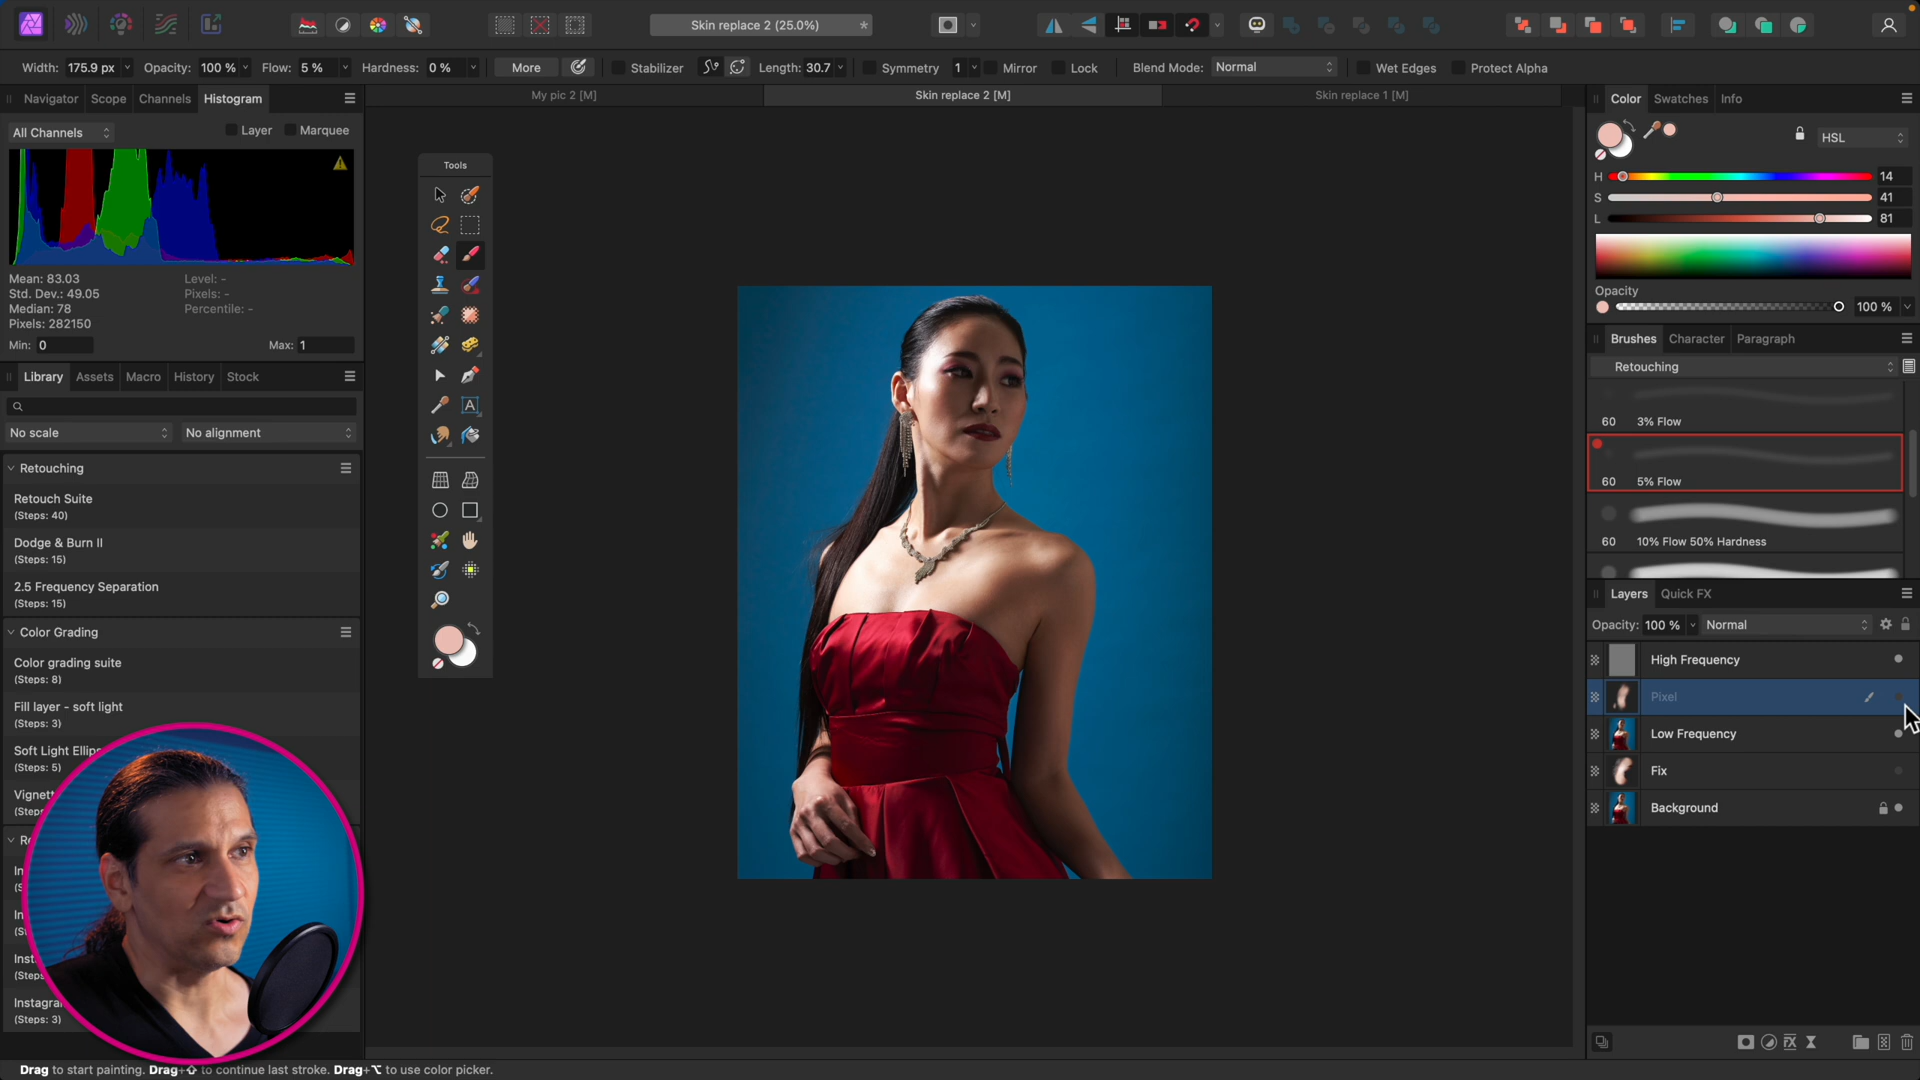 Skin replace 2 (25.0%)
*
Width: 175.9 px
Opacity: 100 %
Flow: 5 %
Hardness: 0 %
More
Stabilizer
Length: 30.7
Symmetry
1
Mirror
Lock
Blend Mode: Normal
Wet Edges
Protect Alpha
Navigator
Scope
Channels
Histogram
My pic 2 [M]
Skin replace 2 [M]
Skin replace 1 [M]
All Channels
Layer
Marquee
Mean: 83.03
Std. Dev.: 49.05
Median: 78
Pixels: 282150
Level: -
Pixels: -
Percentile: -
Min: 0
Max: 1
Library
Assets
Macro
History
Stock
No scale
No alignment
Retouching
Retouch Suite
(Steps: 40)
Dodge & Burn II
(Steps: 15)
2.5 Frequency Separation
(Steps: 15)
Color Grading
Color grading suite
(Steps: 8)
Fill layer - soft light
(Steps: 3)
Soft Light Ellips
(Steps: 5)
Vignett
(Steps: 3)
Tools
A
Color
Swatches
Info
HSL
H
14
S
41
L
81
Opacity
100 %
Brushes
Character
Paragraph
Retouching
60
3% Flow
60
5% Flow
60
10% Flow 50% Hardness
Layers
Quick FX
Opacity: 100 %
Normal
High Frequency
Pixel
Low Frequency
Fix
Background
Drag to start painting. Drag+⇧ to continue last stroke. Drag+⌥ to use color picker.